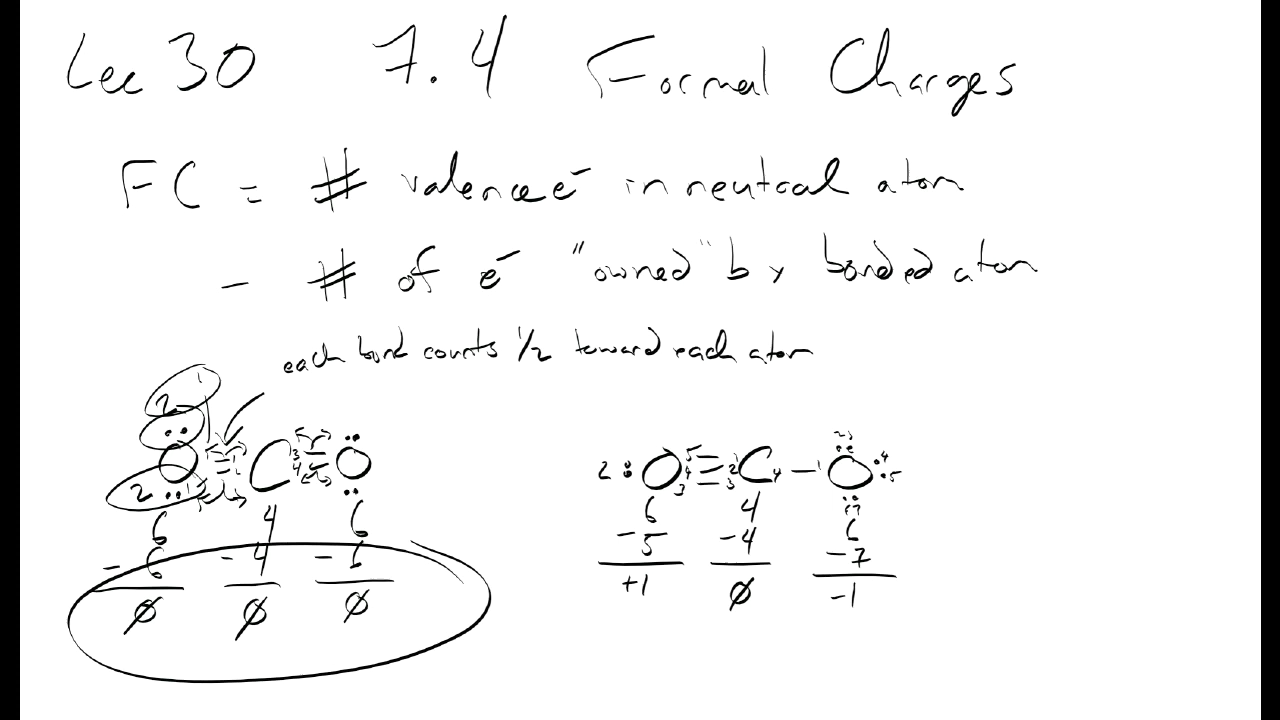 Lec 30 7.4 Formal Charges
FC = # valence e⁻ in neutral atom
- # of e⁻ "owned" by bonded atom
each bond counts 1/2 toward each atom
O = C = O
6 4 6
- 6 - 4 - 6
∅ ∅ ∅
2 : O ≡ C - O
6 4 6
- 5 - 4 - 7
+1 ∅ -1